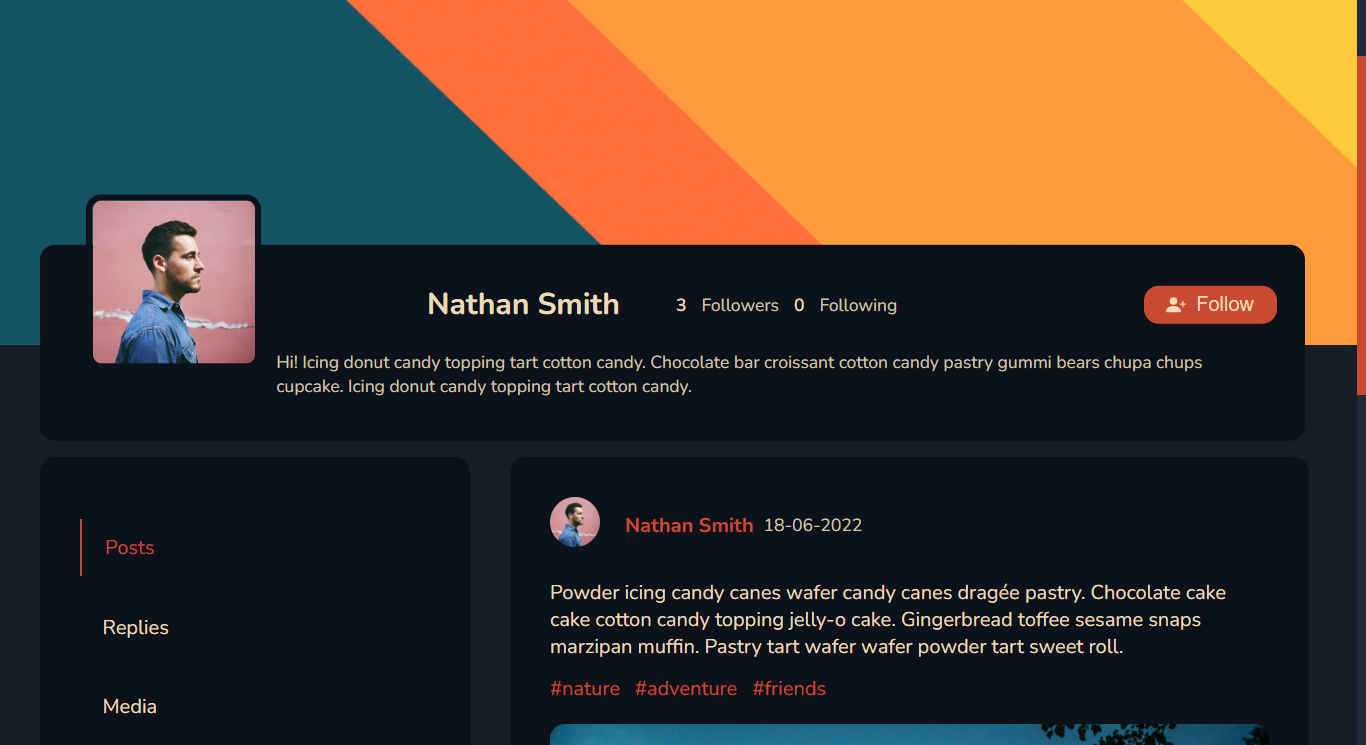 Nathan Smith 3 Followers 0 Following Follow
Hi! Icing donut candy topping tart cotton candy. Chocolate bar croissant cotton candy pastry gummi bears chupa chups
cupcake. Icing donut candy topping tart cotton candy.
Posts
Replies
Media
Nathan Smith 18-06-2022
Powder icing candy canes wafer candy canes dragée pastry. Chocolate cake
cake cotton candy topping jelly-o cake. Gingerbread toffee sesame snaps
marzipan muffin. Pastry tart wafer wafer powder tart sweet roll.
#nature #adventure #friends